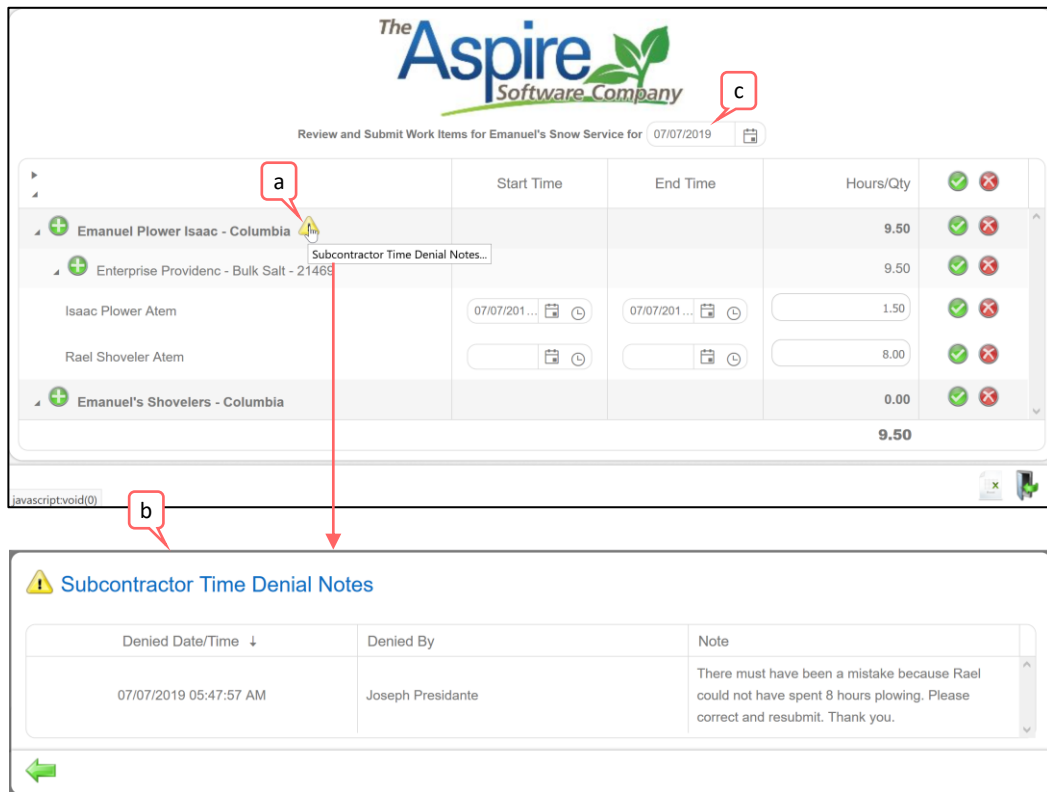 The
Aspire
Software Company
c
Review and Submit Work Items for Emanuel's Snow Service for 07/07/2019
a
Start Time End Time Hours/Qty
Emanuel Plower Isaac - Columbia 9.50
Subcontractor Time Denial Notes...
Enterprise Providenc - Bulk Salt - 21469 9.50
Isaac Plower Atem 07/07/201... 07/07/201... 1.50
Rael Shoveler Atem 8.00
Emanuel's Shovelers - Columbia 0.00
9.50
javascript:void(0)
b
Subcontractor Time Denial Notes
Denied Date/Time ↓ Denied By Note
07/07/2019 05:47:57 AM Joseph Presidante There must have been a mistake because Rael
could not have spent 8 hours plowing. Please
correct and resubmit. Thank you.